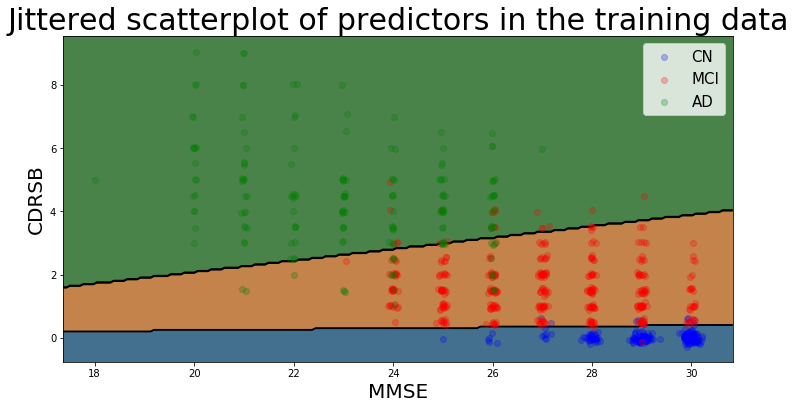 Jittered scatterplot of predictors in the training data
CN
MCI
AD
CDRSB
8
6
4
2
0
18
20
22
24
26
28
30
MMSE